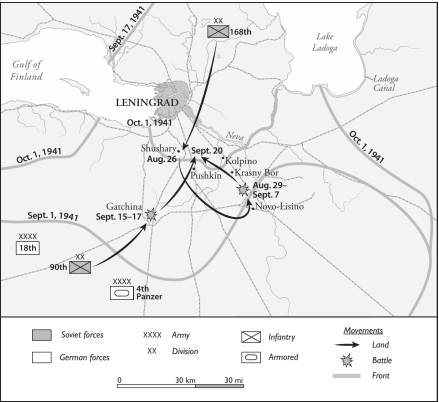 Sept. 17, 1941
XX
168th
Lake
Ladoga
Gulf of
Finland
Ladoga
Canal
LENINGRAD
Oct. 1, 1941
Neva
Oct. 1, 1941
Shushary
Aug. 26
Sept. 20
Kolpino
Pushkin
Krasny Bor
Oct. 1, 1941
Aug. 29–
Sept. 7
Novo-Lisino
Gatchina
Sept. 15–17
Sept. 1, 1941
XXXX
18th
XX
90th
XXXX
4th
Panzer
Soviet forces
German forces
XXXX Army
XX Division
Infantry
Armored
Movements
Land
Battle
Front
0 30 km 30 mi